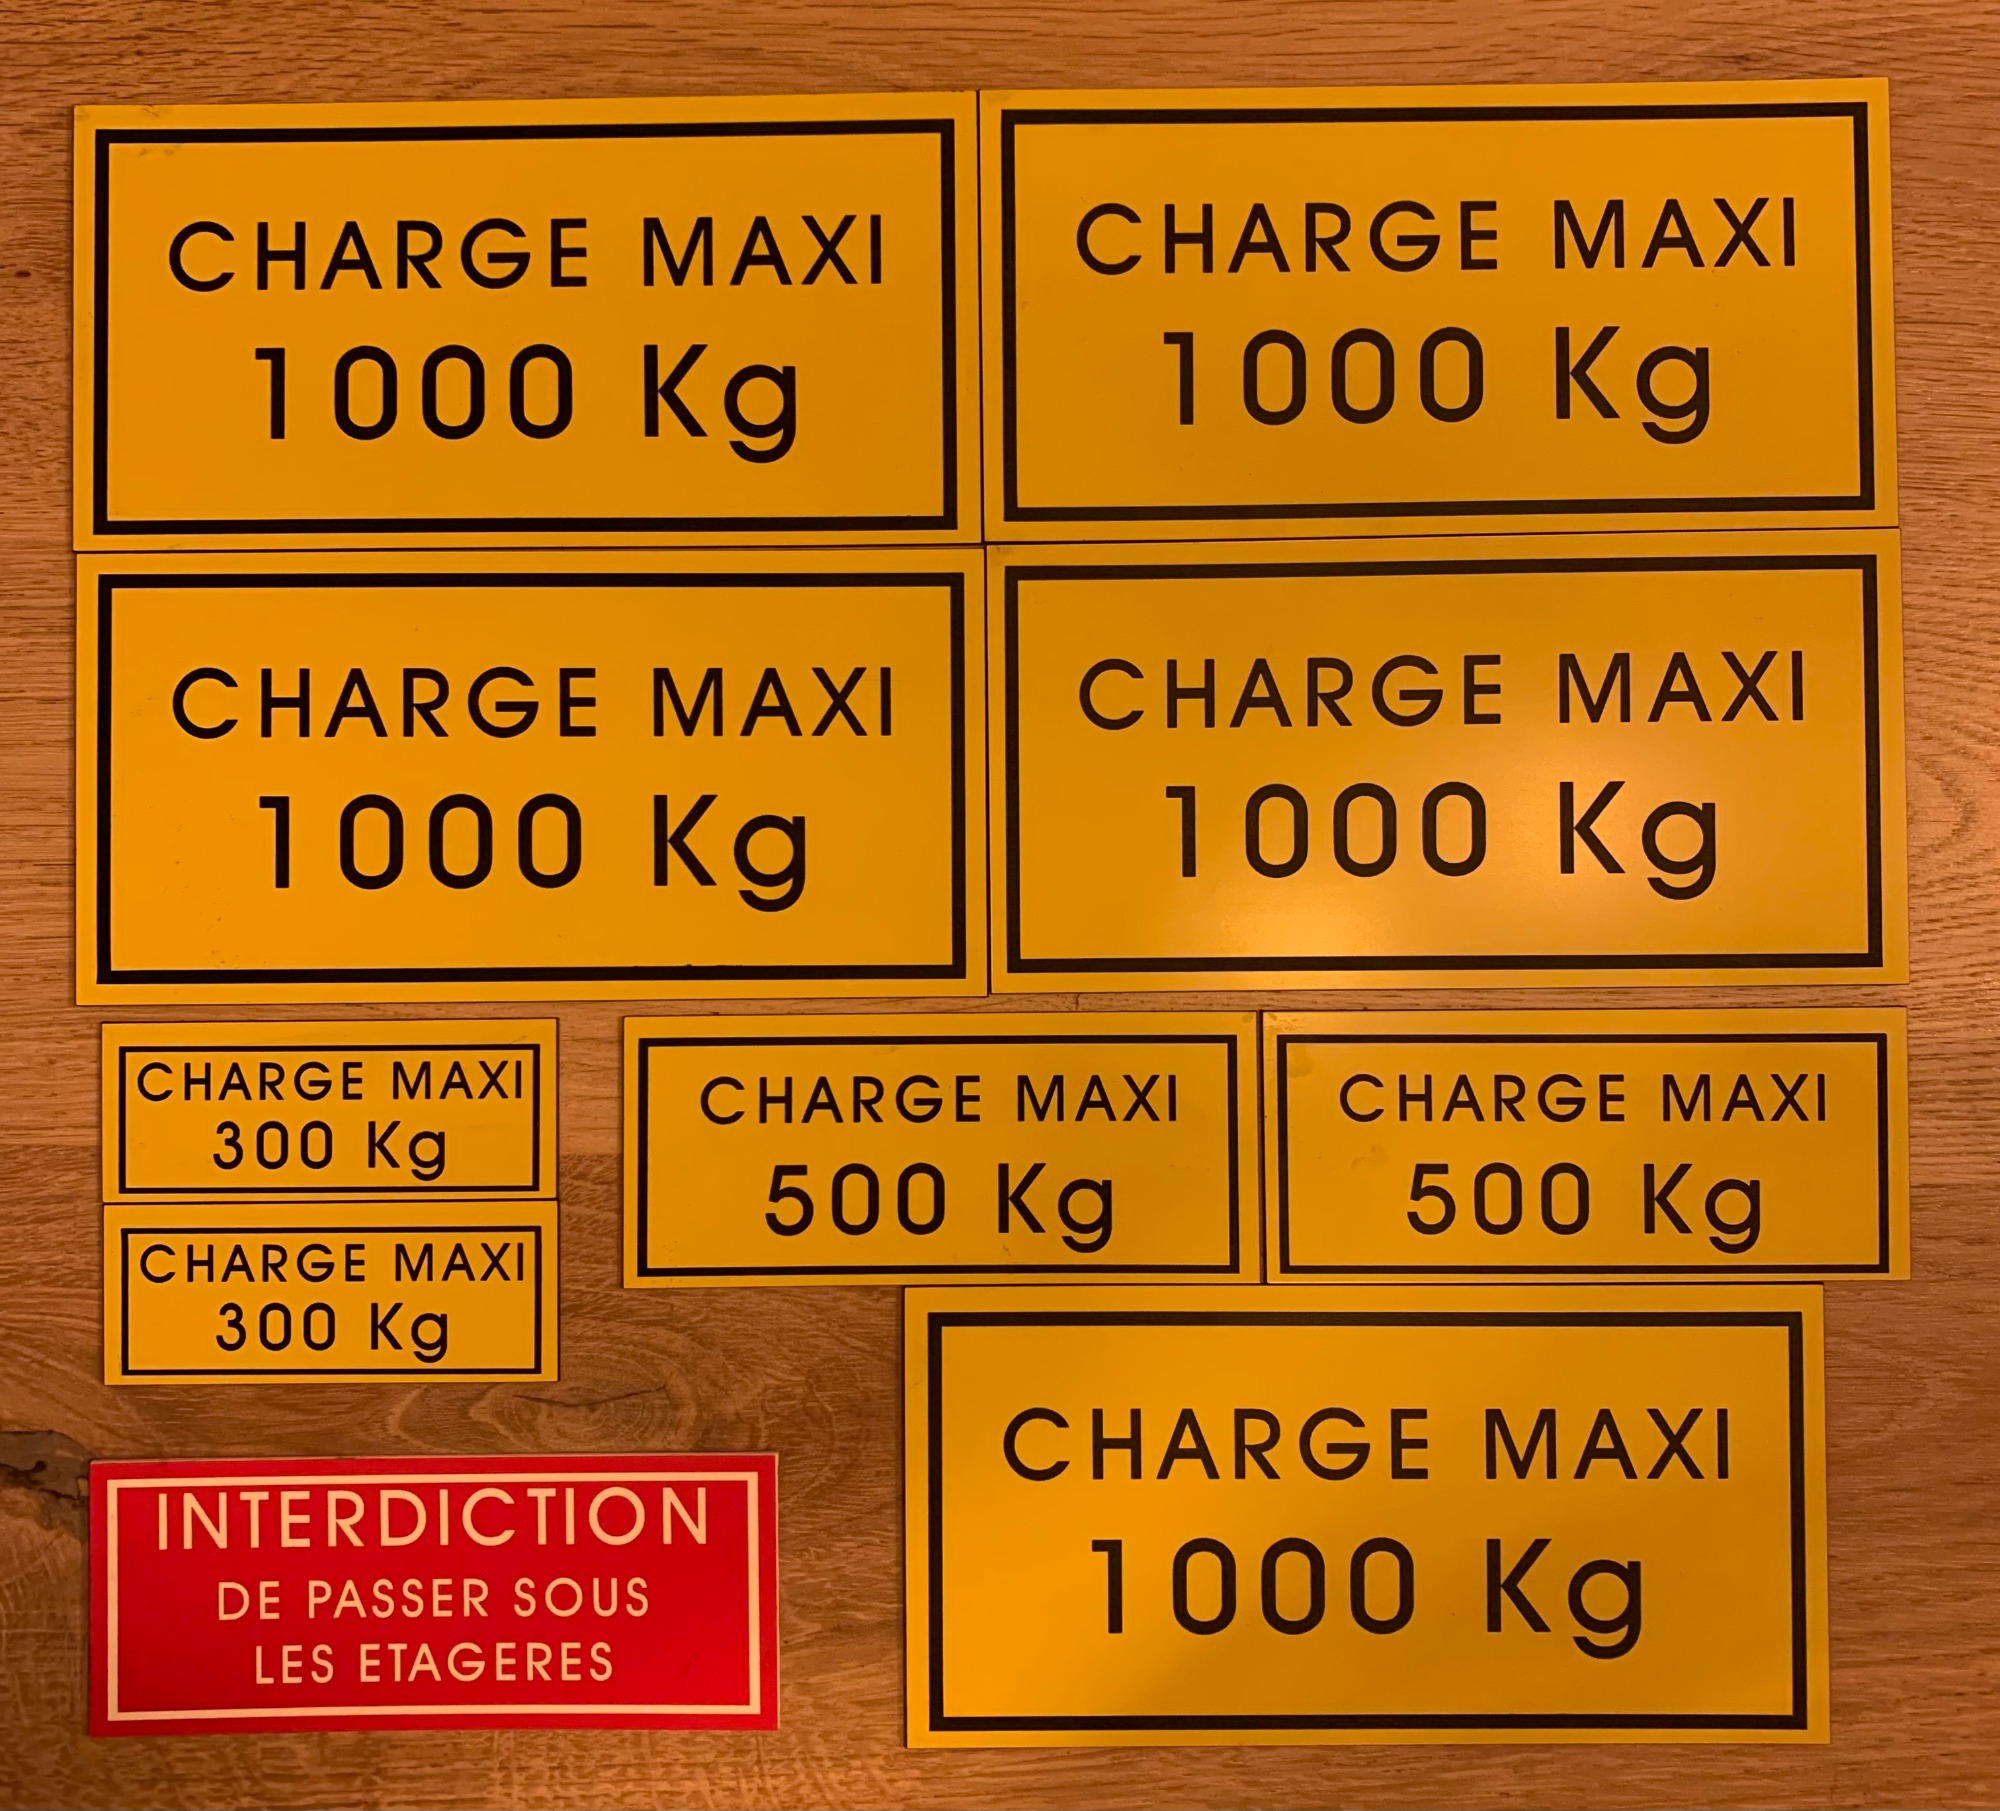 CHARGE MAXI
1000 Kg
CHARGE MAXI
1000 Kg
CHARGE MAXI
1000 Kg
CHARGE MAXI
1000 Kg
CHARGE MAXI
300 Kg
CHARGE MAXI
300 Kg
CHARGE MAXI
500 Kg
CHARGE MAXI
500 Kg
INTERDICTION
DE PASSER SOUS
LES ETAGERES
CHARGE MAXI
1000 Kg